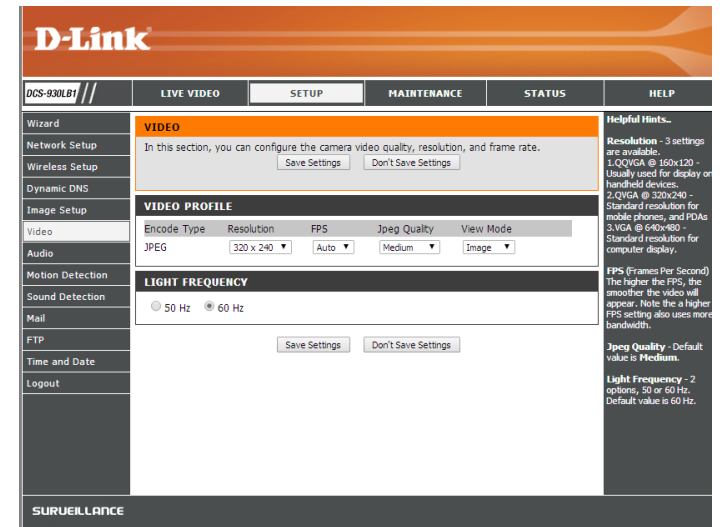 D-Link
DCS-930LB1 //
LIVE VIDEO
SETUP
MAINTENANCE
STATUS
HELP
Wizard
Network Setup
Wireless Setup
Dynamic DNS
Image Setup
Video
Audio
Motion Detection
Sound Detection
Mail
FTP
Time and Date
Logout
VIDEO
In this section, you can configure the camera video quality, resolution, and frame rate.
Save Settings Don't Save Settings
VIDEO PROFILE
Encode Type Resolution FPS Jpeg Quality View Mode
JPEG 320 x 240 Auto Medium Image
LIGHT FREQUENCY
50 Hz 60 Hz
Save Settings Don't Save Settings
Helpful Hints..
Resolution - 3 settings
are available.
1.QQVGA @ 160x120 -
Usually used for display on
handheld devices.
2.QVGA @ 320x240 -
Standard resolution for
mobile phones, and PDAs
3.VGA @ 640x480 -
Standard resolution for
computer display.
FPS (Frames Per Second)
The higher the FPS, the
smoother the video will
appear. Note the a higher
FPS setting also uses more
bandwidth.
Jpeg Quality - Default
value is Medium.
Light Frequency - 2
options, 50 or 60 Hz.
Default value is 60 Hz.
SURVEILLANCE